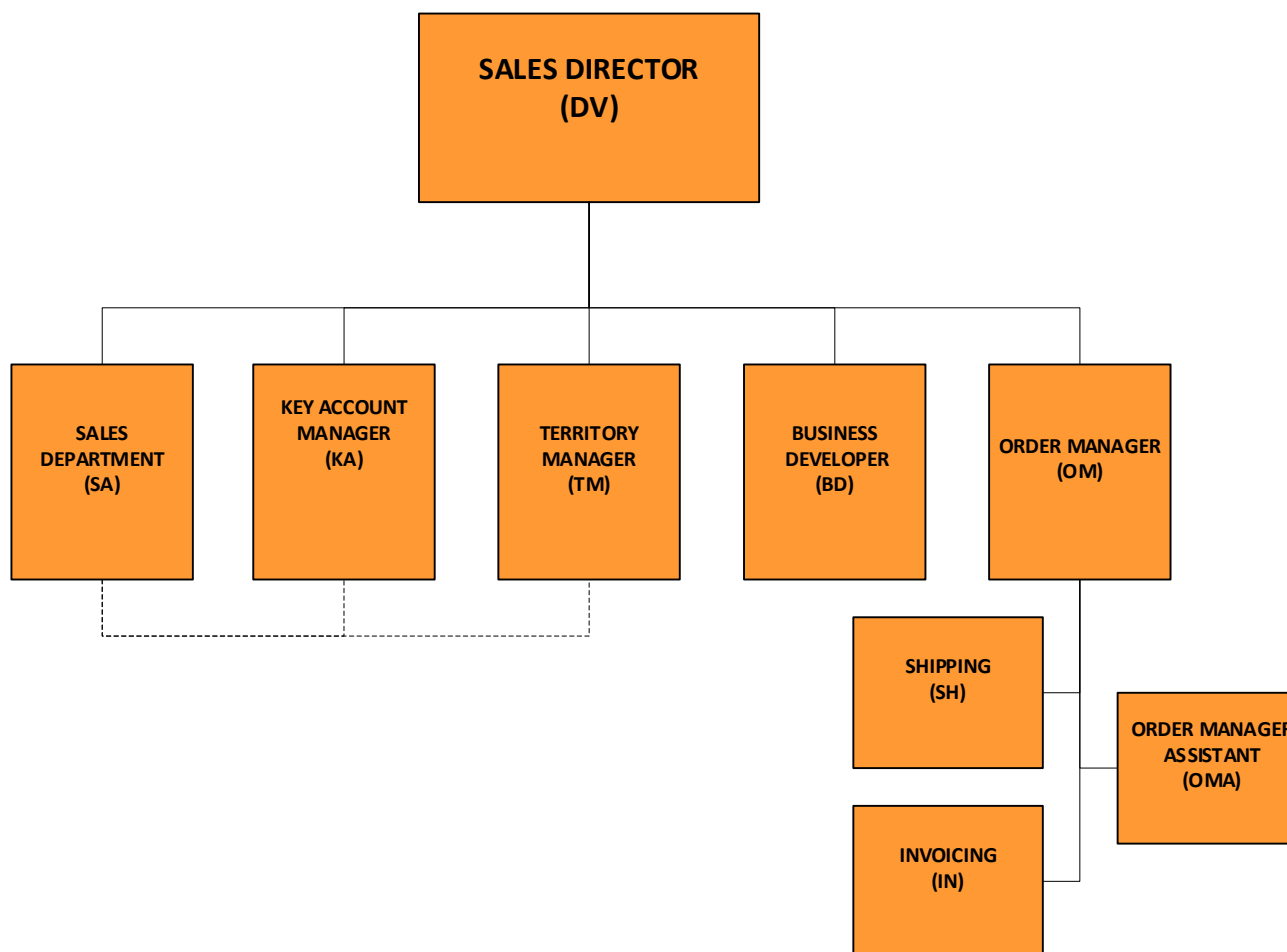 SALES DIRECTOR
(DV)
SALES
DEPARTMENT
(SA)
KEY ACCOUNT
MANAGER
(KA)
TERRITORY
MANAGER
(TM)
BUSINESS
DEVELOPER
(BD)
ORDER MANAGER
(OM)
SHIPPING
(SH)
ORDER MANAGER
ASSISTANT
(OMA)
INVOICING
(IN)